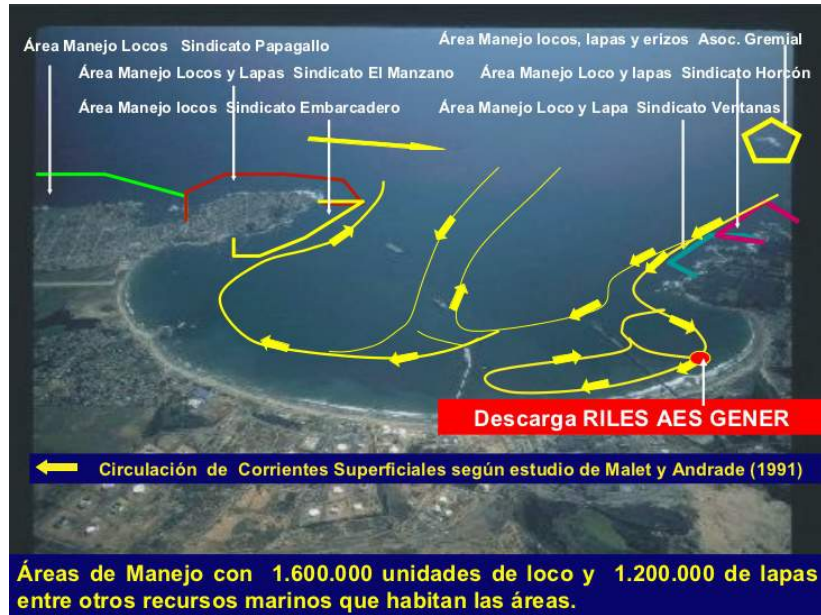 Área Manejo Locos Sindicato Papagallo
Área Manejo locos, lapas y erizos Asoc. Gremial
Área Manejo Locos y Lapas Sindicato El Manzano
Área Manejo Loco y lapas Sindicato Horcón
Área Manejo locos Sindicato Embarcadero
Área Manejo Loco y Lapa Sindicato Ventanas
Descarga RILES AES GENER
Circulación de Corrientes Superficiales según estudio de Malet y Andrade (1991)
Áreas de Manejo con 1.600.000 unidades de loco y 1.200.000 de lapas
entre otros recursos marinos que habitan las áreas.